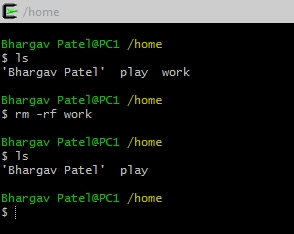 /home
Bhargav Patel@PC1 /home
$ ls
'Bhargav Patel'  play  work
Bhargav Patel@PC1 /home
$ rm -rf work
Bhargav Patel@PC1 /home
$ ls
'Bhargav Patel'  play
Bhargav Patel@PC1 /home
$